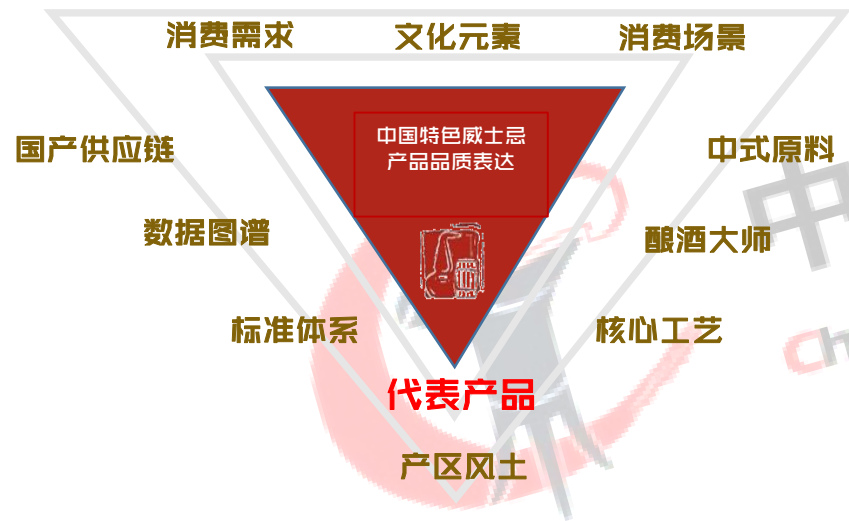 消费需求
文化元素
消费场景
中国特色威士忌
产品品质表达
国产供应链
中式原料
数据图谱
酿酒大师
标准体系
核心工艺
代表产品
产区风土
中
Ch